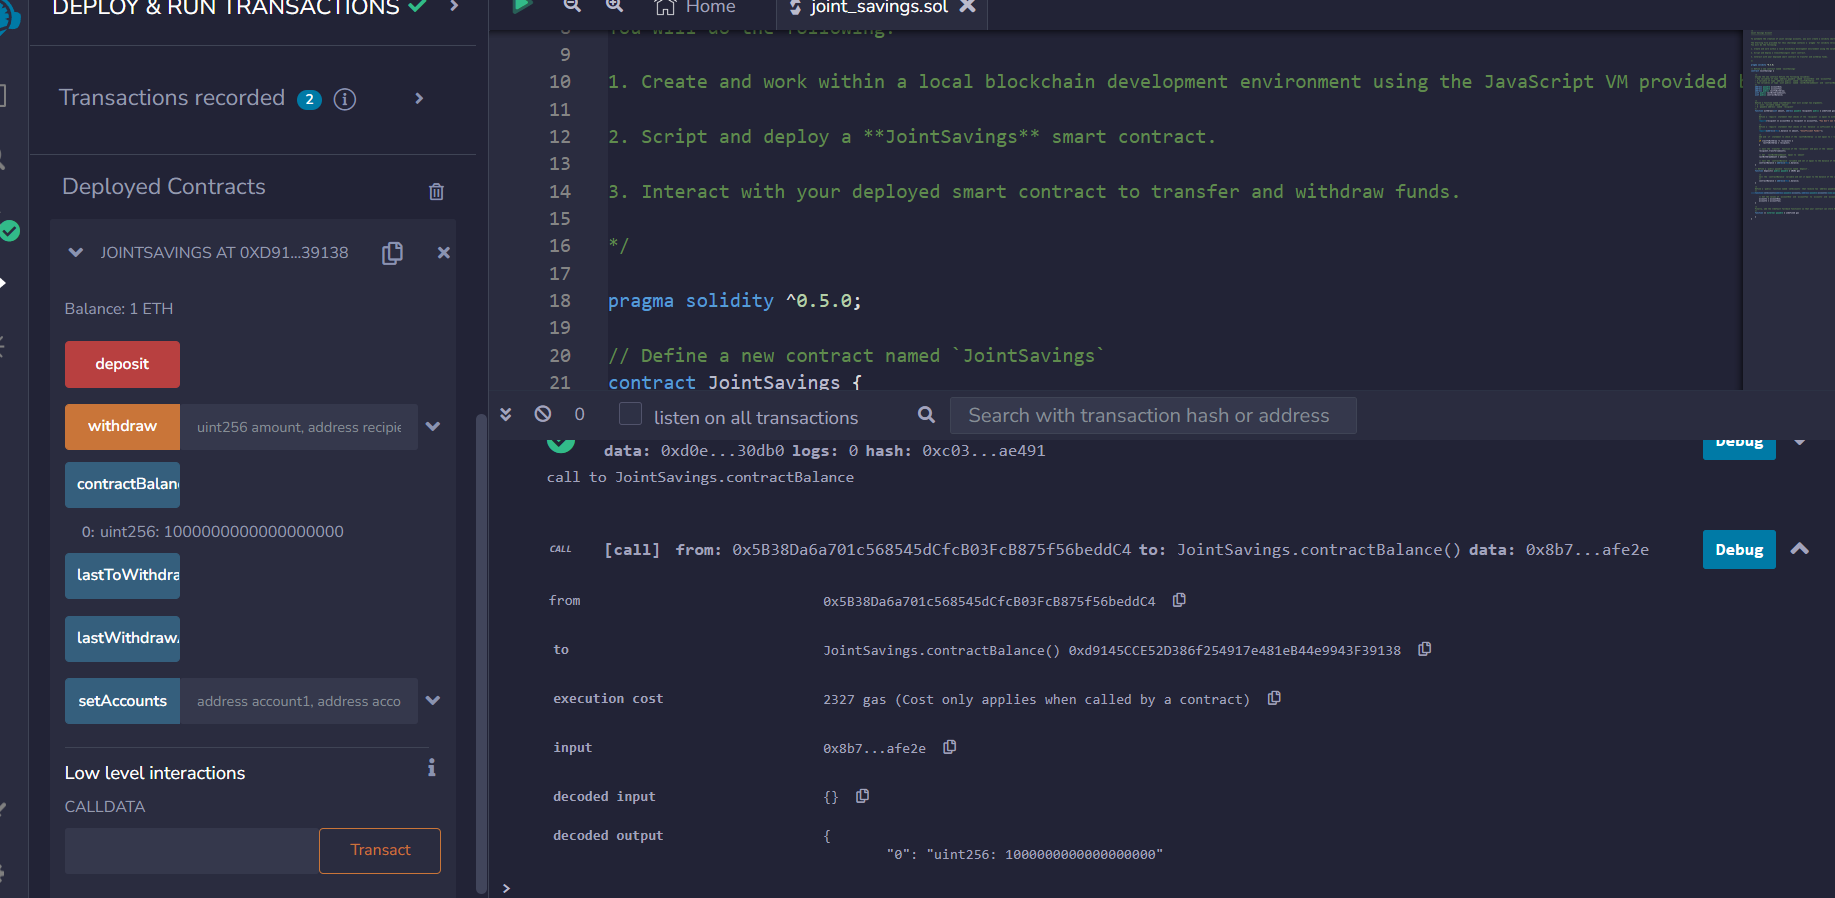 DEPLOY & RUN TRANSACTIONS
Transactions recorded 2
Deployed Contracts
JOINTSAVINGS AT 0XD91...39138
Balance: 1 ETH
deposit
withdraw uint256 amount, address recipie
contractBalan
0: uint256: 1000000000000000000
lastToWithdra
lastWithdraw
setAccounts address account1, address acco
Low level interactions
CALLDATA
Transact
Home joint_savings.sol
8 You will do the following:
9
10 1. Create and work within a local blockchain development environment using the JavaScript VM provided
11
12 2. Script and deploy a **JointSavings** smart contract.
13
14 3. Interact with your deployed smart contract to transfer and withdraw funds.
15
16 */
17
18 pragma solidity ^0.5.0;
19
20 // Define a new contract named `JointSavings`
21 contract JointSavings {
0 listen on all transactions Search with transaction hash or address
data: 0xd0e...30db0 logs: 0 hash: 0xc03...ae491 Debug
call to JointSavings.contractBalance
CALL [call] from: 0x5B38Da6a701c568545dCfcB03FcB875f56beddC4 to: JointSavings.contractBalance() data: 0x8b7...afe2e Debug
from 0x5B38Da6a701c568545dCfcB03FcB875f56beddC4
to JointSavings.contractBalance() 0xd9145CCE52D386f254917e481eB44e9943F39138
execution cost 2327 gas (Cost only applies when called by a contract)
input 0x8b7...afe2e
decoded input {}
decoded output {
"0": "uint256: 1000000000000000000"
>